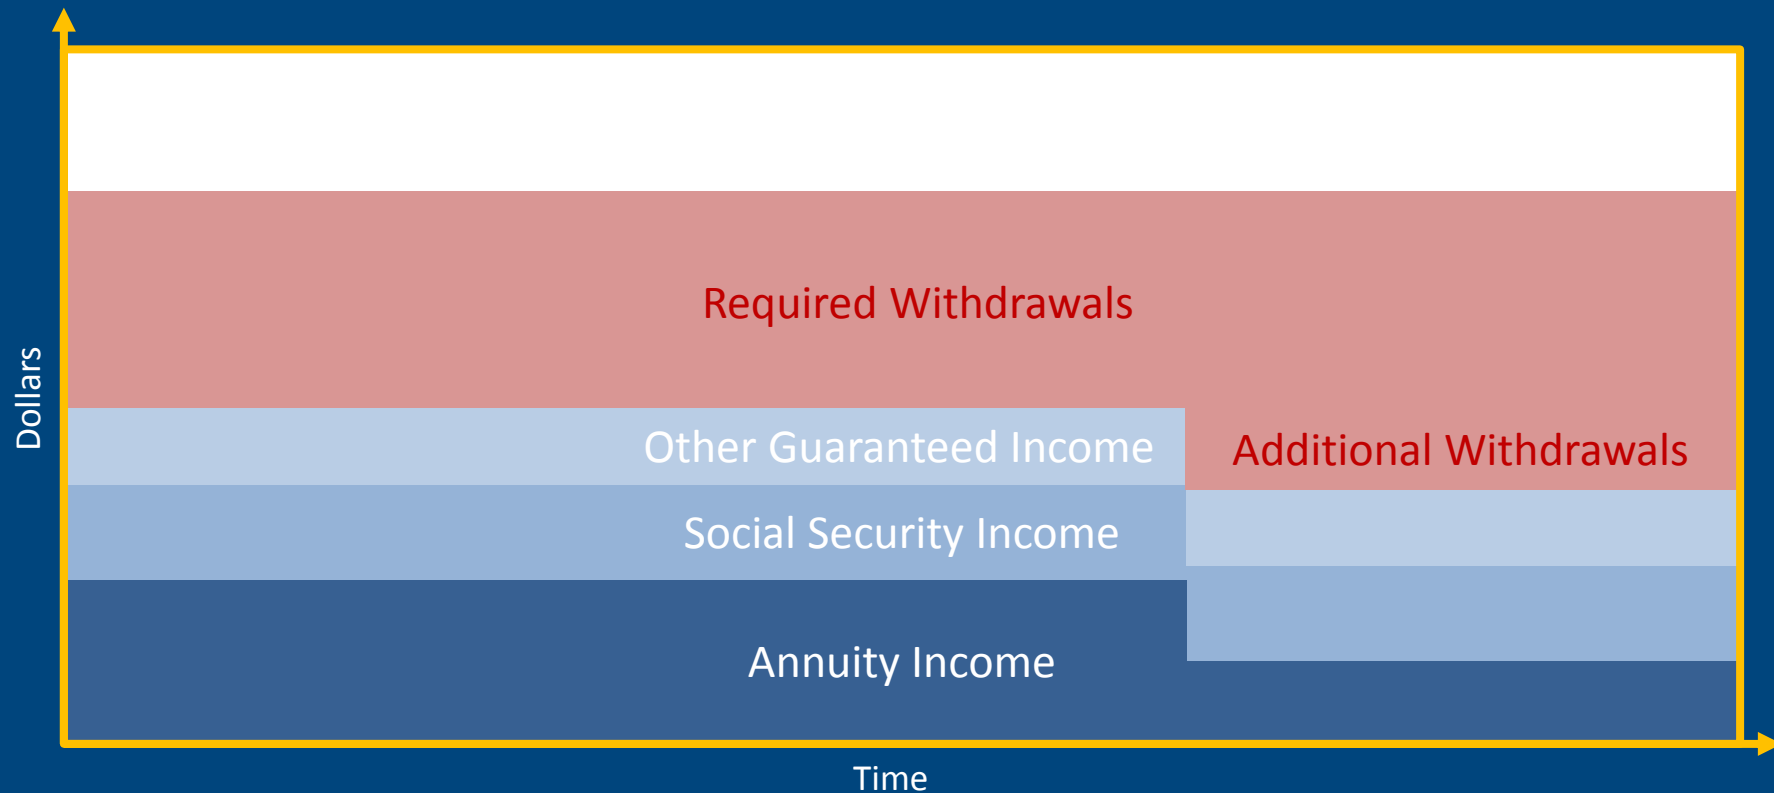 Required Withdrawals
Dollars
Other Guaranteed Income
Additional Withdrawals
Social Security Income
Annuity Income
Time